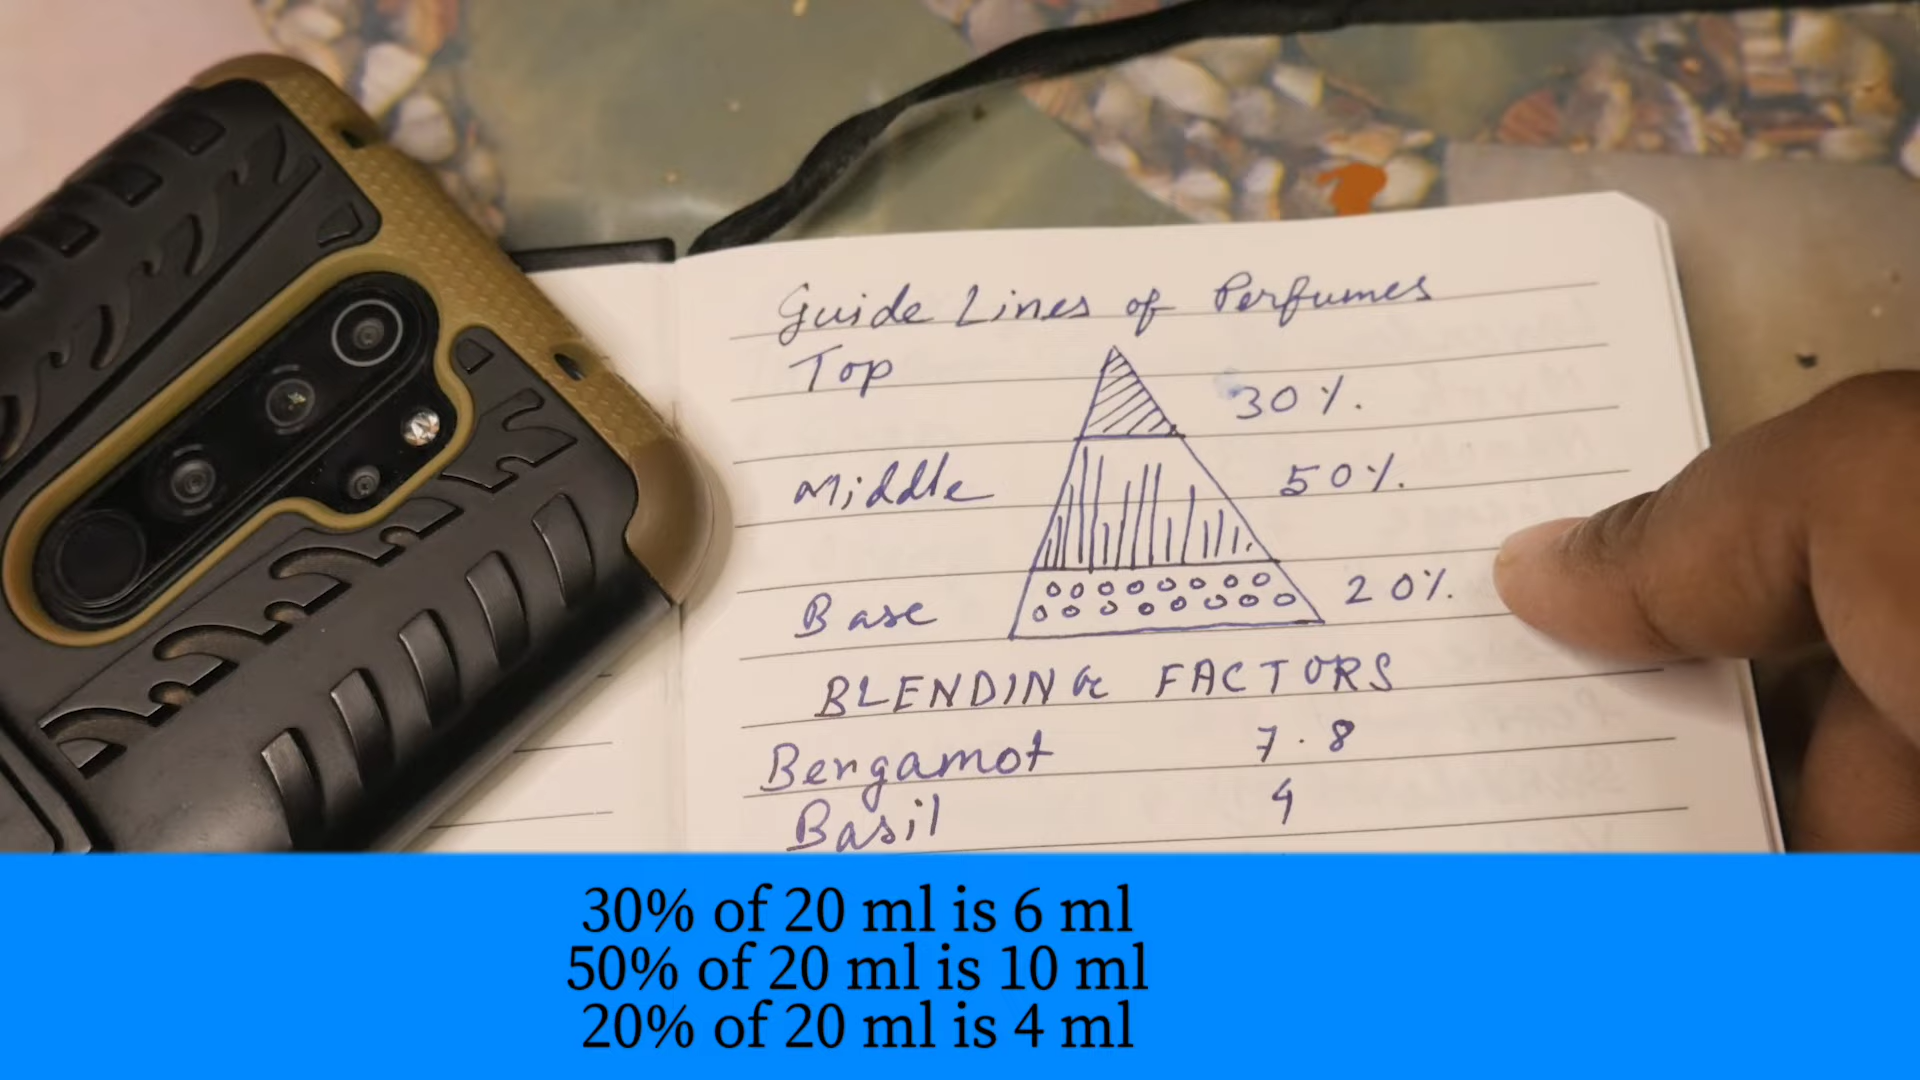 Guide Lines of Perfumes
Top 30%.
Middle 50%.
Base 20%.
BLENDING FACTORS
Bergamot 7.8
Basil 4
30% of 20 ml is 6 ml
50% of 20 ml is 10 ml
20% of 20 ml is 4 ml